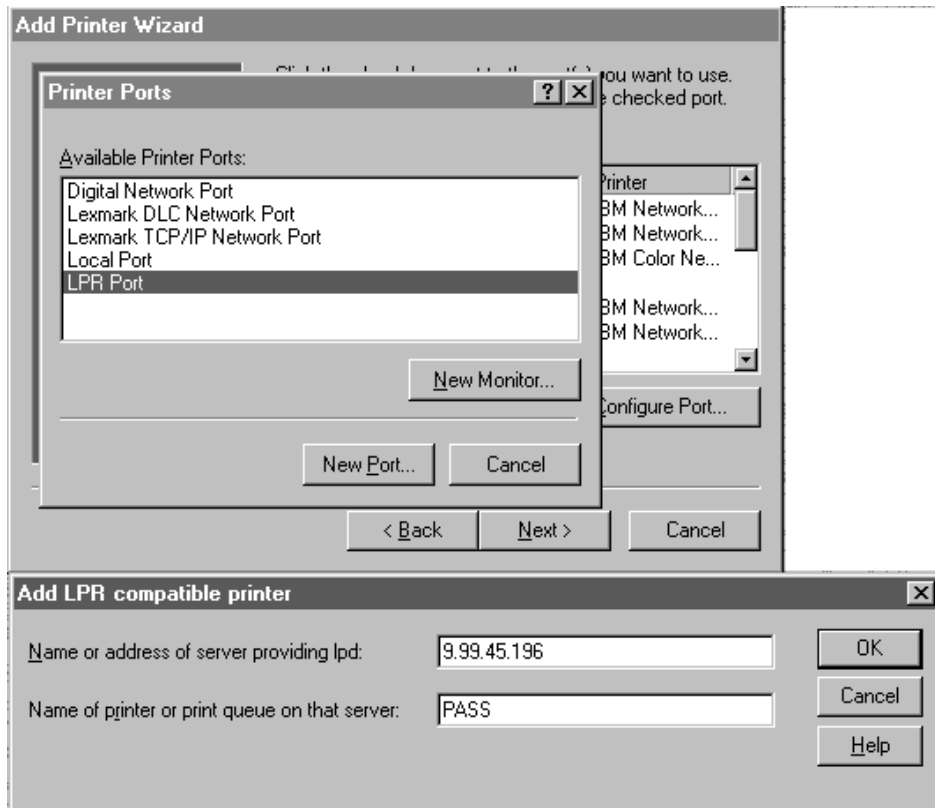 Add Printer Wizard
you want to use.
checked port.
Printer Ports
? ×
Available Printer Ports:
Digital Network Port
Lexmark DLC Network Port
Lexmark TCP/IP Network Port
Local Port
LPR Port
Printer
BM Network...
BM Network...
BM Color Ne...
BM Network...
BM Network...
New Monitor...
Configure Port...
New Port... Cancel
< Back Next > Cancel
Add LPR compatible printer ×
Name or address of server providing lpd: 9.99.45.196 OK
Name of printer or print queue on that server: PASS Cancel
Help